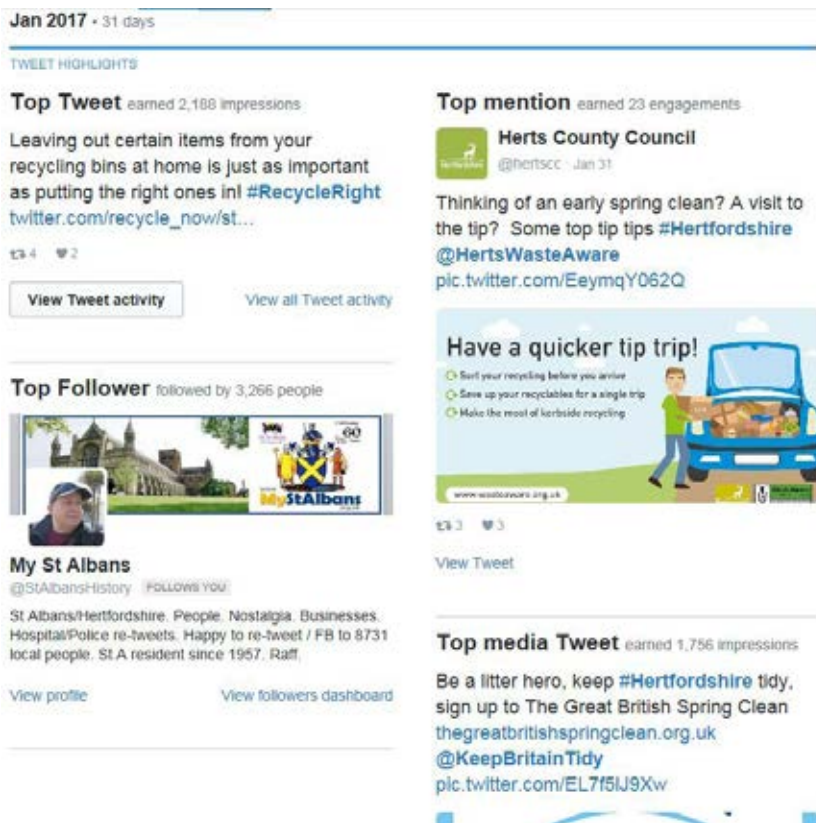 Jan 2017 • 31 days
TWEET HIGHLIGHTS
Top Tweet earned 2,188 impressions
Leaving out certain items from your
recycling bins at home is just as important
as putting the right ones in! #RecycleRight
twitter.com/recycle_now/st...
4 2
View Tweet activity
View all Tweet activity
Top Follower followed by 3,266 people
60
MyStAlbans
My St Albans
@StAlbansHistory FOLLOWS YOU
St Albans/Hertfordshire. People. Nostalgia. Businesses.
Hospital/Police re-tweets. Happy to re-tweet / FB to 8731
local people. St A resident since 1957. Raff.
View profile
View followers dashboard
Top mention earned 23 engagements
Herts County Council
@hertscc · Jan 31
Thinking of an early spring clean? A visit to
the tip? Some top tip tips #Hertfordshire
@HertsWasteAware
pic.twitter.com/EeymqY062Q
Have a quicker tip trip!
Sort your recycling before you arrive
Save up your recyclables for a single trip
Make the most of kerbside recycling
www.wasteaware.org.uk
3 3
View Tweet
Top media Tweet earned 1,756 impressions
Be a litter hero, keep #Hertfordshire tidy,
sign up to The Great British Spring Clean
thegreatbritishspringclean.org.uk
@KeepBritainTidy
pic.twitter.com/EL7f5IJ9Xw